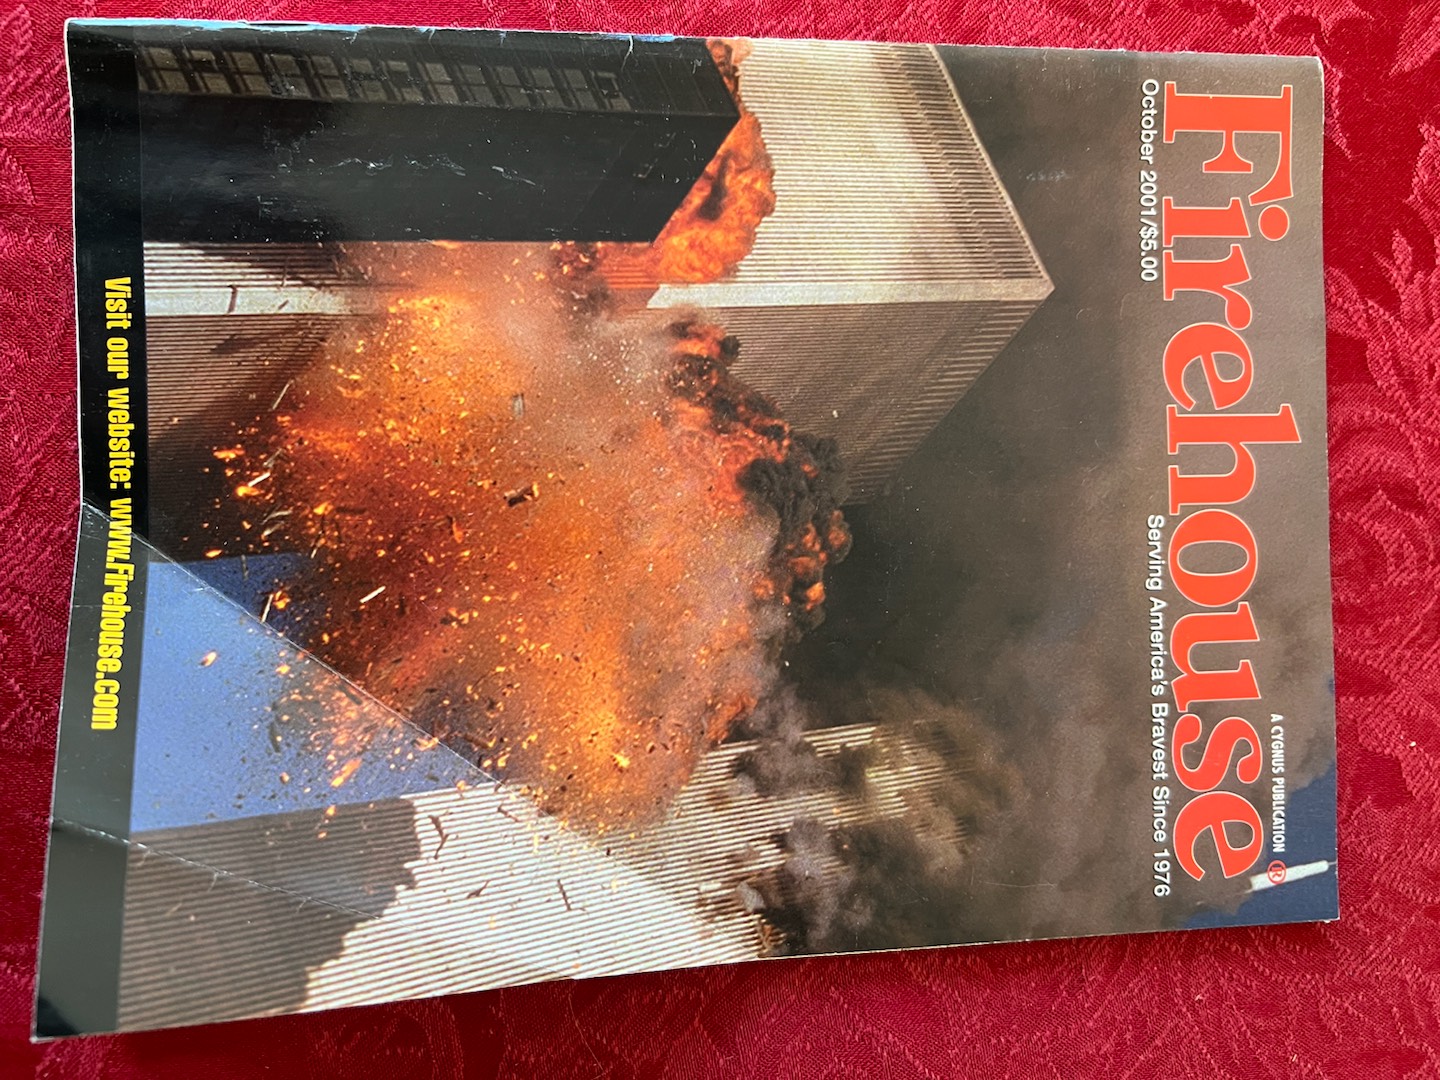 A CYGNUS PUBLICATION
Firehouse®
October 2001/$5.00
Serving America's Bravest Since 1976
Visit our website: www.Firehouse.com